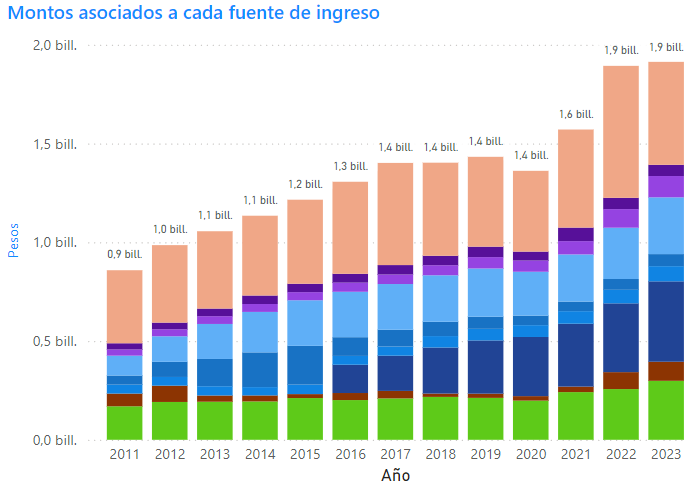 Montos asociados a cada fuente de ingreso
2,0 bill.
1,5 bill.
1,0 bill.
0,5 bill.
0,0 bill.
Pesos
0,9 bill.
1,0 bill.
1,1 bill.
1,1 bill.
1,2 bill.
1,3 bill.
1,4 bill.
1,4 bill.
1,4 bill.
1,4 bill.
1,6 bill.
1,9 bill.
1,9 bill.
2011 2012 2013 2014 2015 2016 2017 2018 2019 2020 2021 2022 2023
Año